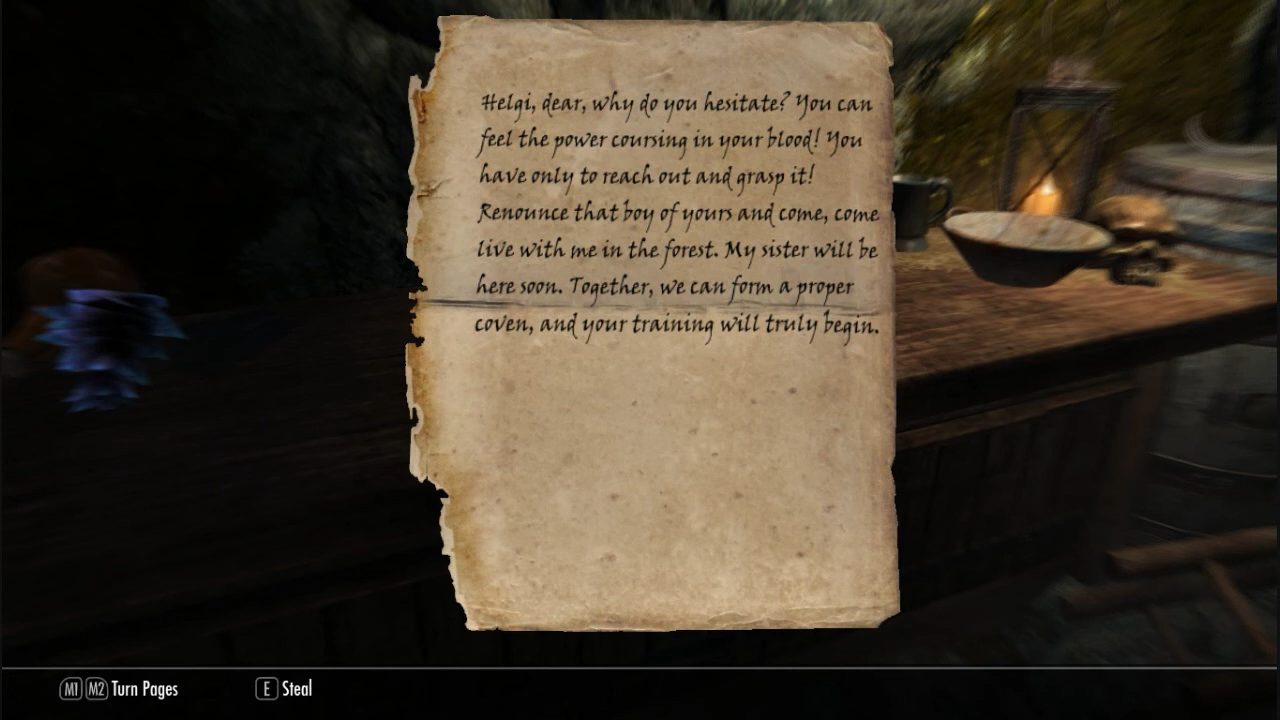 Helgi, dear, why do you hesitate? You can
feel the power coursing in your blood! You
have only to reach out and grasp it!
Renounce that boy of yours and come, come
live with me in the forest. My sister will be
here soon. Together, we can form a proper
coven, and your training will truly begin.
M1 M2 Turn Pages
E Steal